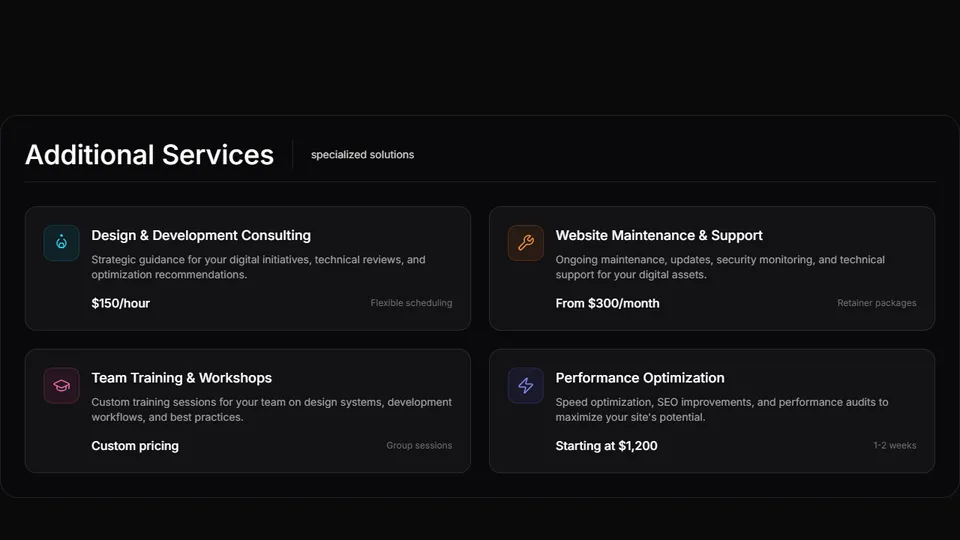 Additional Services
specialized solutions
Design & Development Consulting
Strategic guidance for your digital initiatives, technical reviews, and
optimization recommendations.
$150/hour
Flexible scheduling
Website Maintenance & Support
Ongoing maintenance, updates, security monitoring, and technical
support for your digital assets.
From $300/month
Retainer packages
Team Training & Workshops
Custom training sessions for your team on design systems, development
workflows, and best practices.
Custom pricing
Group sessions
Performance Optimization
Speed optimization, SEO improvements, and performance audits to
maximize your site's potential.
Starting at $1,200
1-2 weeks